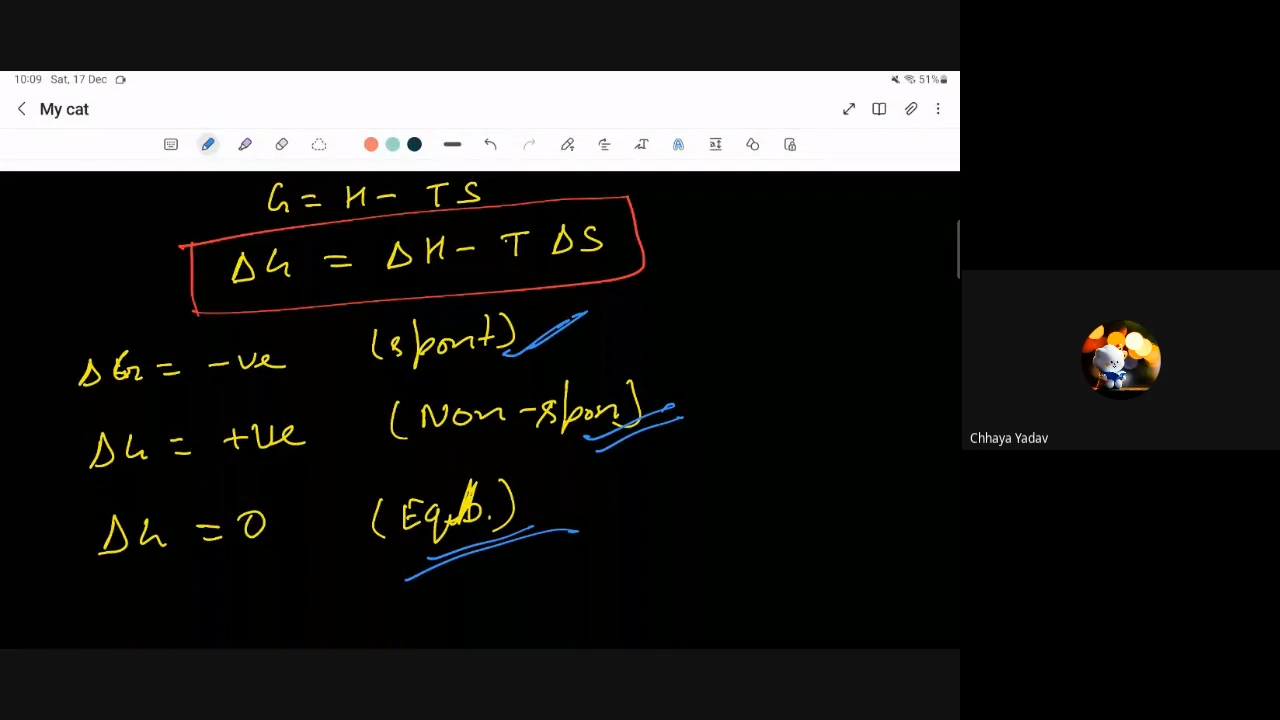 10:09 Sat, 17 Dec 51%
My cat
G = H - TS
ΔG = ΔH - TΔS
ΔG = -ve (spont)
ΔG = +ve (Non-spon)
ΔG = 0 (Eqb.)
Chhaya Yadav